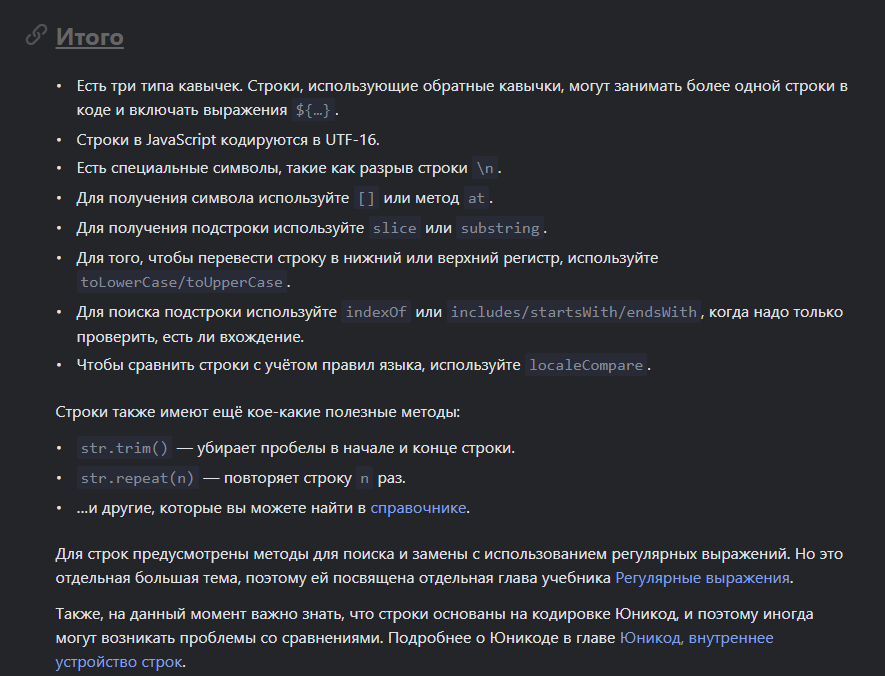 Итого
• Есть три типа кавычек. Строки, использующие обратные кавычки, могут занимать более одной строки в
коде и включать выражения ${…}.
• Строки в JavaScript кодируются в UTF-16.
• Есть специальные символы, такие как разрыв строки \n.
• Для получения символа используйте [] или метод at.
• Для получения подстроки используйте slice или substring.
• Для того, чтобы перевести строку в нижний или верхний регистр, используйте
toLowerCase/toUpperCase.
• Для поиска подстроки используйте indexOf или includes/startsWith/endsWith, когда надо только
проверить, есть ли вхождение.
• Чтобы сравнить строки с учётом правил языка, используйте localeCompare.
Строки также имеют ещё кое-какие полезные методы:
• str.trim() — убирает пробелы в начале и конце строки.
• str.repeat(n) — повторяет строку n раз.
• …и другие, которые вы можете найти в справочнике.
Для строк предусмотрены методы для поиска и замены с использованием регулярных выражений. Но это
отдельная большая тема, поэтому ей посвящена отдельная глава учебника Регулярные выражения.
Также, на данный момент важно знать, что строки основаны на кодировке Юникод, и поэтому иногда
могут возникать проблемы со сравнениями. Подробнее о Юникоде в главе Юникод, внутреннее
устройство строк.